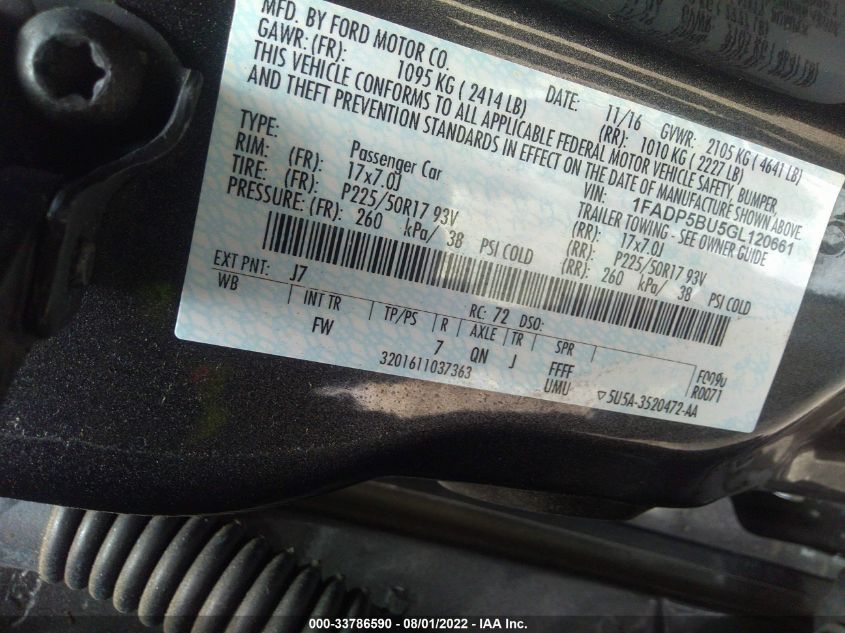 MFD. BY FORD MOTOR CO.
DATE: 11/16 GVWR: 2105 KG ( 4641 LB)
GAWR: (FR): 1095 KG ( 2414 LB) (RR): 1010 KG ( 2227 LB)
THIS VEHICLE CONFORMS TO ALL APPLICABLE FEDERAL MOTOR VEHICLE SAFETY, BUMPER,
AND THEFT PREVENTION STANDARDS IN EFFECT ON THE DATE OF MANUFACTURE SHOWN ABOVE.
VIN: 1FADP5BU5GL120661
TYPE: Passenger Car TRAILER TOWING - SEE OWNER GUIDE
RIM: (FR): 17x7.0J (RR): 17x7.0J
TIRE: (FR): P225/50R17 93V (RR): P225/50R17 93V
PRESSURE: (FR): 260 kPa/ 38 PSI COLD (RR): 260 kPa/ 38 PSI COLD
EXT PNT: J7 RC: 72 DSO:
WB INT TR TP/PS R AXLE TR SPR
FW 7 QN J FFFF
UMU
3201611037363
R0071
▽5U5A-3520472-AA
000-33786590 - 08/01/2022 - IAA Inc.